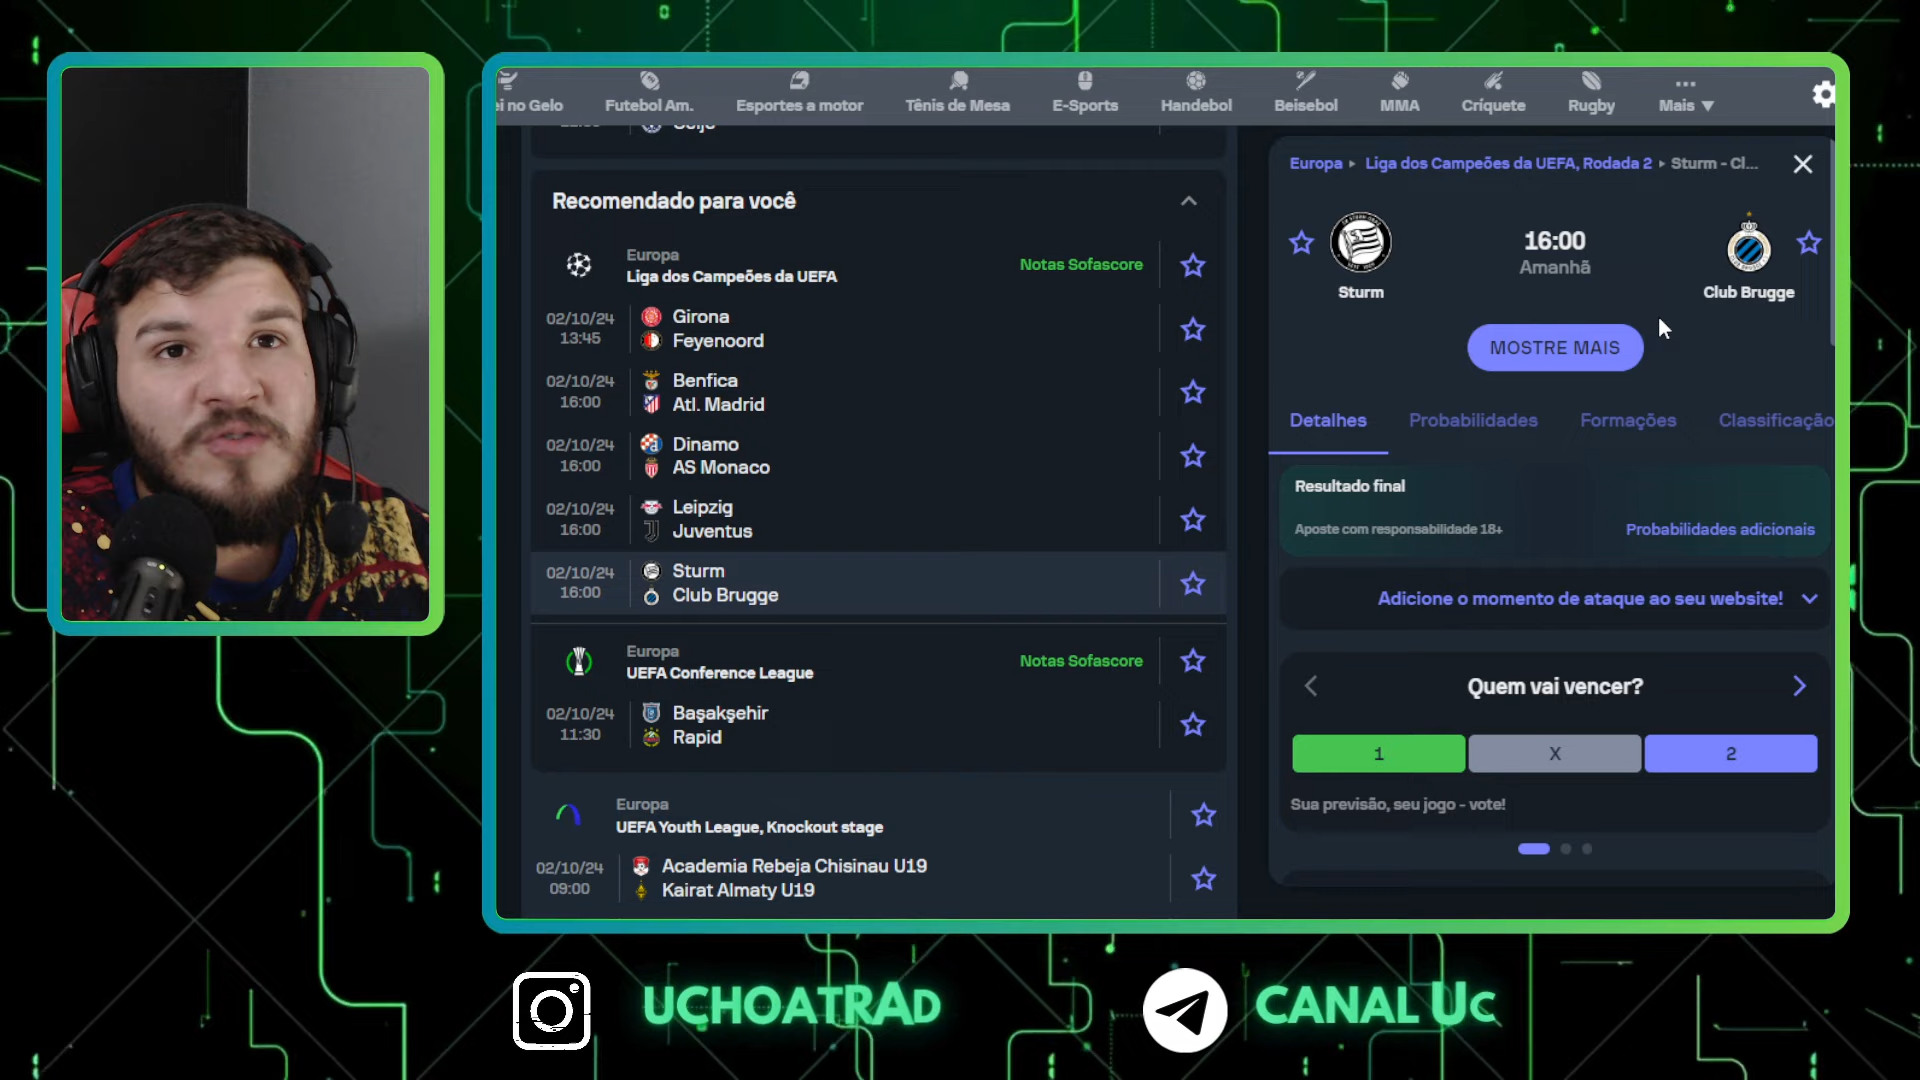 ei no Gelo
Futebol Am.
Esportes a motor
Tênis de Mesa
E-Sports
Handebol
Beisebol
MMA
Críquete
Rugby
Mais ▼
Recomendado para você
Europa
Liga dos Campeões da UEFA
Notas Sofascore
02/10/24 Girona
13:45 Feyenoord
02/10/24 Benfica
16:00 Atl. Madrid
02/10/24 Dinamo
16:00 AS Monaco
02/10/24 Leipzig
16:00 Juventus
02/10/24 Sturm
16:00 Club Brugge
Europa
UEFA Conference League
Notas Sofascore
02/10/24 Başakşehir
11:30 Rapid
Europa
UEFA Youth League, Knockout stage
02/10/24 Academia Rebeja Chisinau U19
09:00 Kairat Almaty U19
Europa ▸ Liga dos Campeões da UEFA, Rodada 2 ▸ Sturm - Cl...
16:00
Amanhã
Sturm
Club Brugge
MOSTRE MAIS
Detalhes
Probabilidades
Formações
Classificação
Resultado final
Aposte com responsabilidade 18+
Probabilidades adicionais
Adicione o momento de ataque ao seu website!
Quem vai vencer?
1
X
2
Sua previsão, seu jogo - vote!
UCHOATRAD
CANAL UC